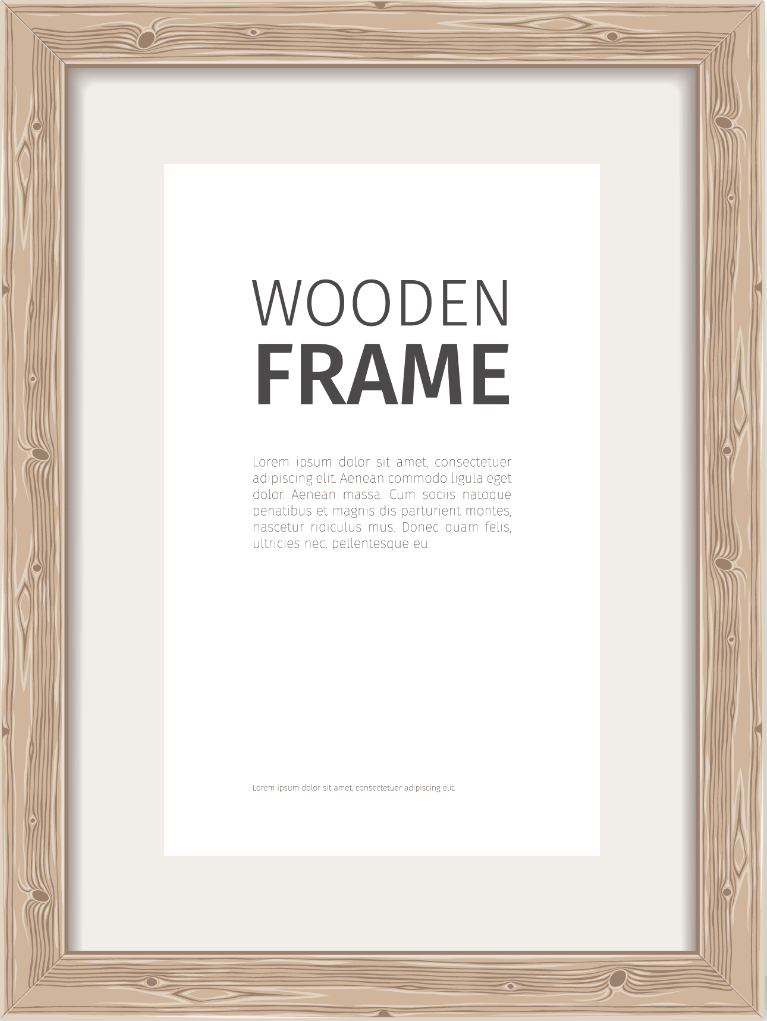 WOODEN
FRAME
Lorem ipsum dolor sit amet, consectetuer
adipiscing elit. Aenean commodo ligula eget
dolor. Aenean massa. Cum sociis natoque
penatibus et magnis dis parturient montes,
nascetur ridiculus mus. Donec quam felis,
ultricies nec, pellentesque eu.
Lorem ipsum dolor sit amet, consectetuer adipiscing elit.